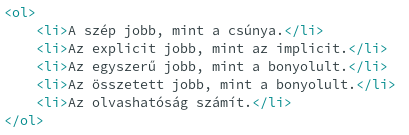 <ol>
    <li>A szép jobb, mint a csúnya.</li>
    <li>Az explicit jobb, mint az implicit.</li>
    <li>Az egyszerű jobb, mint a bonyolult.</li>
    <li>Az összetett jobb, mint a bonyolult.</li>
    <li>Az olvashatóság számít.</li>
</ol>